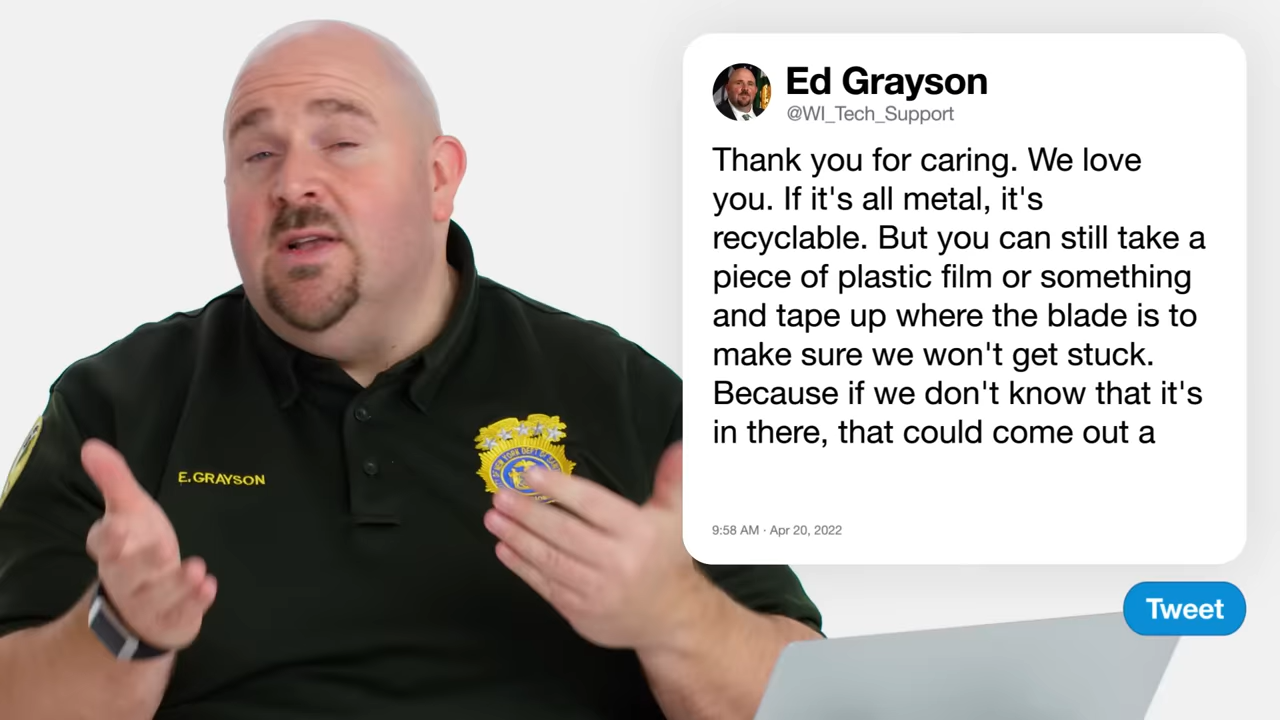 Ed Grayson
@WI_Tech_Support
Thank you for caring. We love
you. If it's all metal, it's
recyclable. But you can still take a
piece of plastic film or something
and tape up where the blade is to
make sure we won't get stuck.
Because if we don't know that it's
in there, that could come out a
9:58 AM · Apr 20, 2022
Tweet
E.GRAYSON